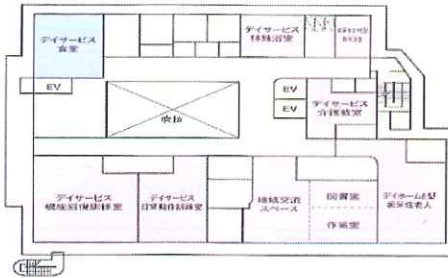 デイサービス
食堂
デイサービス
特殊浴室
EV
吹抜
EV
EV
デイサービス
介護教室
デイサービス
機能回復訓練室
デイサービス
日常動作訓練室
地域交流
スペース
図書室
作業室
デイホームE型